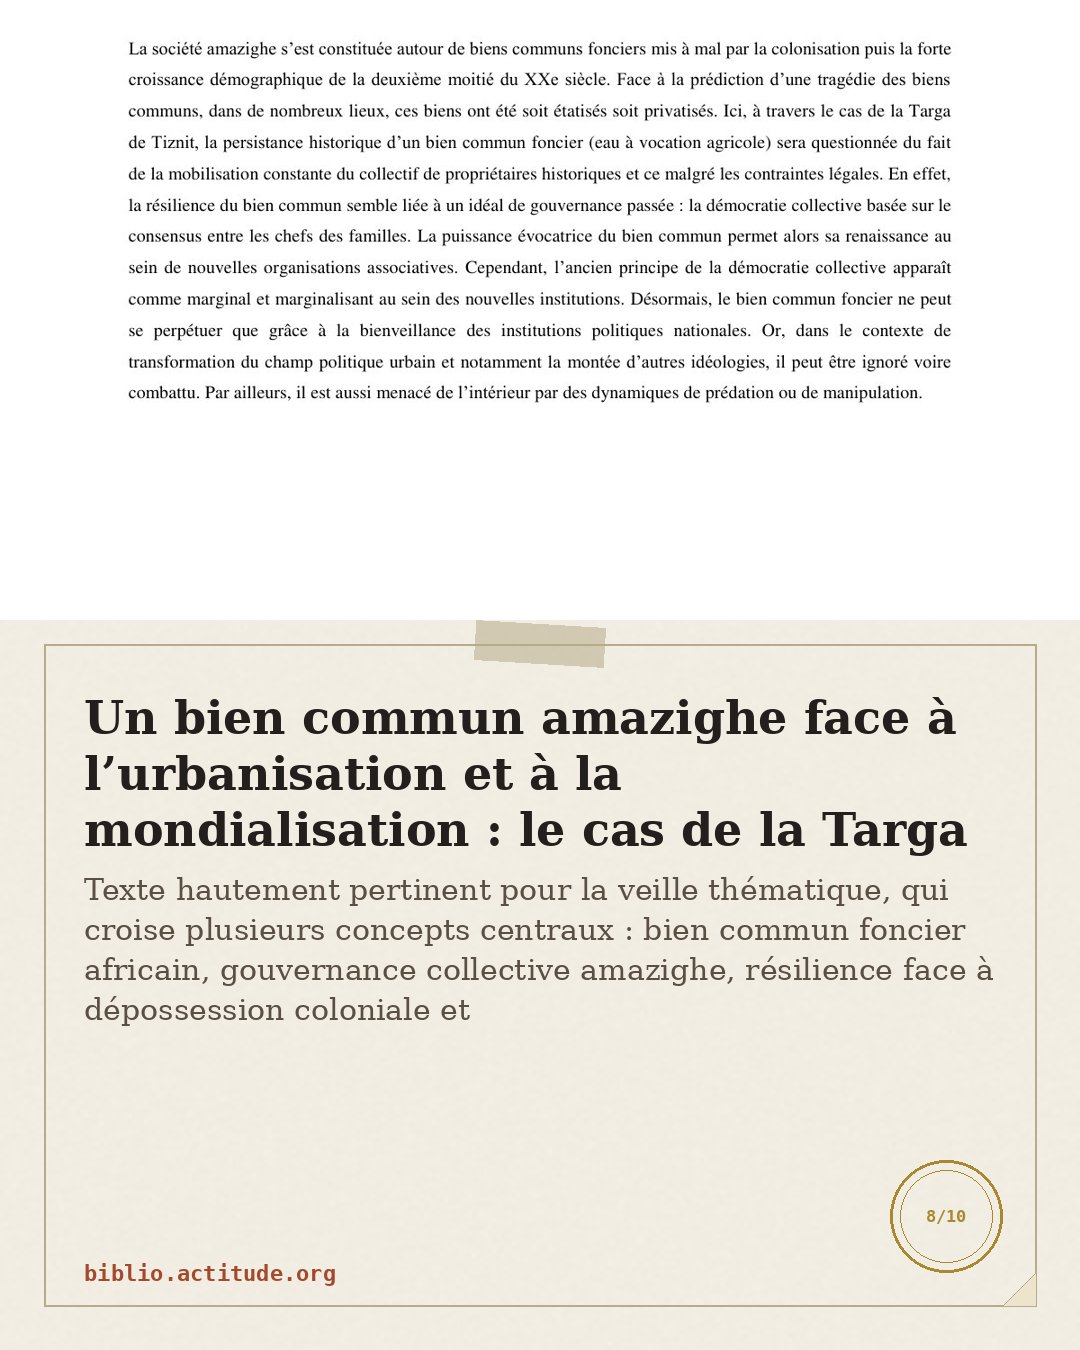 La société amazighe s’est constituée autour de biens communs fonciers mis à mal par la colonisation puis la forte
croissance démographique de la deuxième moitié du XXe siècle. Face à la prédiction d’une tragédie des biens
communs, dans de nombreux lieux, ces biens ont été soit étatisés soit privatisés. Ici, à travers le cas de la Targa
de Tiznit, la persistance historique d’un bien commun foncier (eau à vocation agricole) sera questionnée du fait
de la mobilisation constante du collectif de propriétaires historiques et ce malgré les contraintes légales. En effet,
la résilience du bien commun semble liée à un idéal de gouvernance passée : la démocratie collective basée sur le
consensus entre les chefs des familles. La puissance évocatrice du bien commun permet alors sa renaissance au
sein de nouvelles organisations associatives. Cependant, l’ancien principe de la démocratie collective apparaît
comme marginal et marginalisant au sein des nouvelles institutions. Désormais, le bien commun foncier ne peut
se perpétuer que grâce à la bienveillance des institutions politiques nationales. Or, dans le contexte de
transformation du champ politique urbain et notamment la montée d’autres idéologies, il peut être ignoré voire
combattu. Par ailleurs, il est aussi menacé de l’intérieur par des dynamiques de prédation ou de manipulation.
Un bien commun amazighe face à
l’urbanisation et à la
mondialisation : le cas de la Targa
Texte hautement pertinent pour la veille thématique, qui
croise plusieurs concepts centraux : bien commun foncier
africain, gouvernance collective amazighe, résilience face à
dépossession coloniale et
8/10
biblio.actitude.org